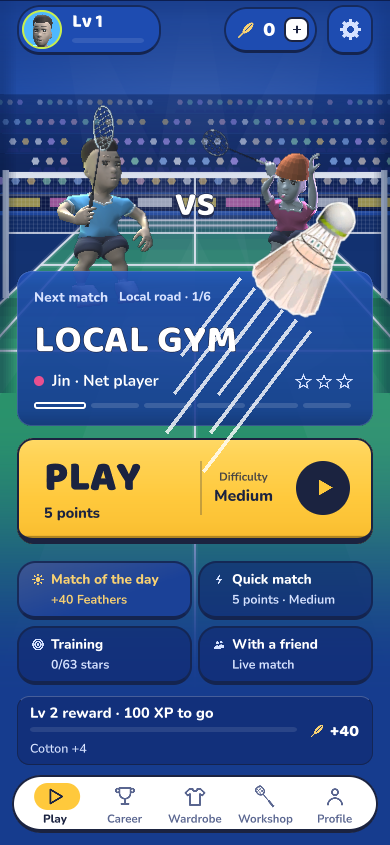 Lv 1
0
+
VS
Next match Local road · 1/6
LOCAL GYM
Jin · Net player
PLAY
5 points
Difficulty
Medium
Match of the day
+40 Feathers
Quick match
5 points · Medium
Training
0/63 stars
With a friend
Live match
Lv 2 reward · 100 XP to go
+40
Cotton +4
Play
Career
Wardrobe
Workshop
Profile